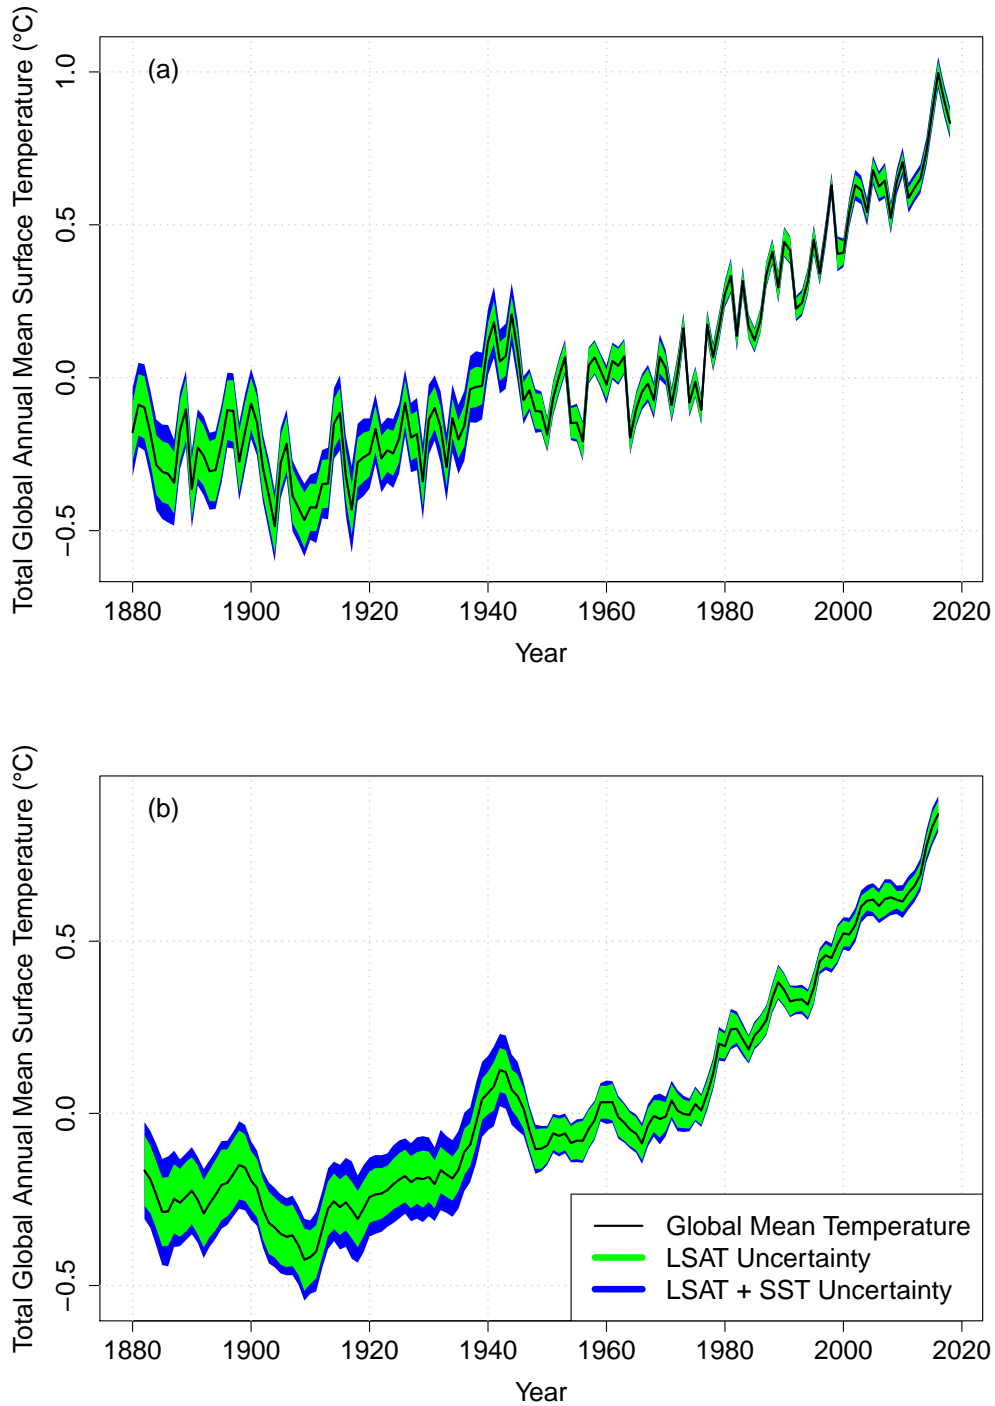 Total Global Annual Mean Surface Temperature (°C)
(a)
1.0
0.5
0.0
−0.5
1880 1900 1920 1940 1960 1980 2000 2020
Year
Total Global Annual Mean Surface Temperature (°C)
(b)
0.5
0.0
−0.5
Global Mean Temperature
LSAT Uncertainty
LSAT + SST Uncertainty
1880 1900 1920 1940 1960 1980 2000 2020
Year